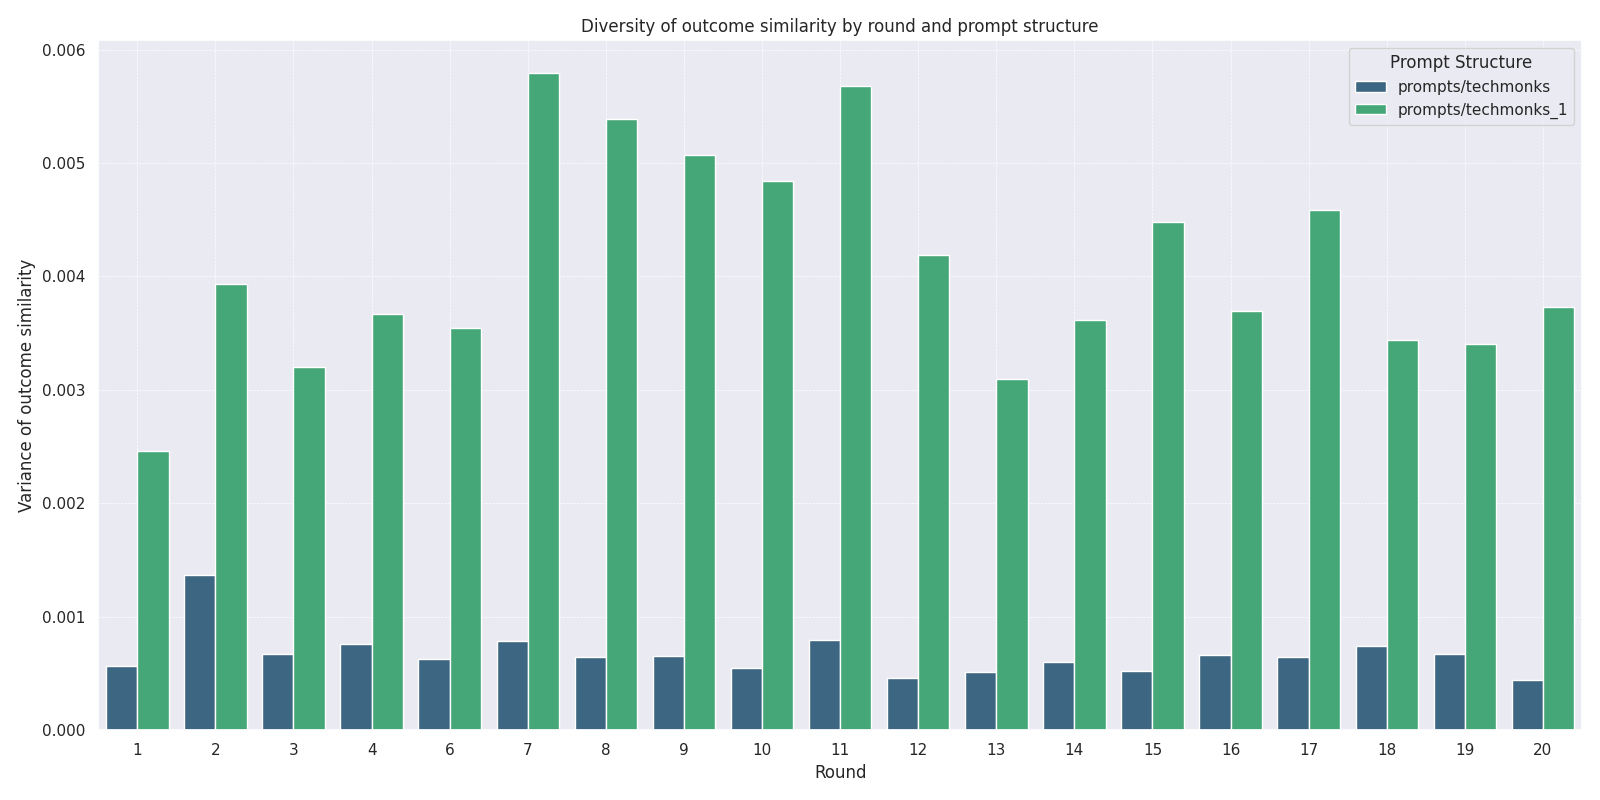 Diversity of outcome similarity by round and prompt structure
Prompt Structure
prompts/techmonks
prompts/techmonks_1
Variance of outcome similarity
0.006
0.005
0.004
0.003
0.002
0.001
0.000
1 2 3 4 6 7 8 9 10 11 12 13 14 15 16 17 18 19 20
Round